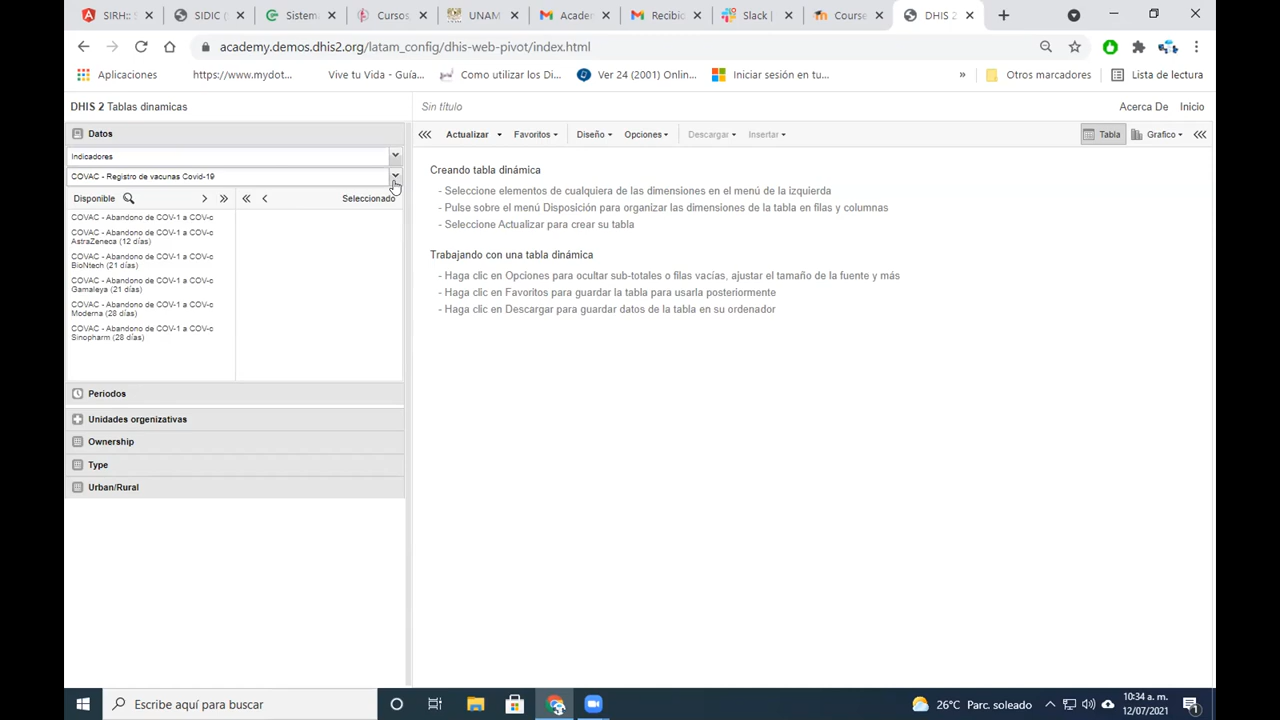 SIRH:: S
SIDIC (
Sistema
Cursos
UNAM
Acader
Recibio
Slack |
Course
DHIS 2
academy.demos.dhis2.org/latam_config/dhis-web-pivot/index.html
Aplicaciones
https://www.mydot...
Vive tu Vida - Guía...
Como utilizar los Di...
Ver 24 (2001) Onlin...
Iniciar sesión en tu...
»
Otros marcadores
Lista de lectura
DHIS 2 Tablas dinamicas
Sin título
Acerca De
Inicio
Datos
Actualizar
Favoritos
Diseño
Opciones
Descargar
Insertar
Tabla
Grafico
Indicadores
COVAC - Registro de vacunas Covid-19
Disponible
Seleccionado
COVAC - Abandono de COV-1 a COV-c
COVAC - Abandono de COV-1 a COV-c
AstraZeneca (12 días)
COVAC - Abandono de COV-1 a COV-c
BioNtech (21 días)
COVAC - Abandono de COV-1 a COV-c
Gamaleya (21 días)
COVAC - Abandono de COV-1 a COV-c
Moderna (28 días)
COVAC - Abandono de COV-1 a COV-c
Sinopharm (28 días)
Periodos
Unidades organizativas
Ownership
Type
Urban/Rural
Creando tabla dinámica
- Seleccione elementos de cualquiera de las dimensiones en el menú de la izquierda
- Pulse sobre el menú Disposición para organizar las dimensiones de la tabla en filas y columnas
- Seleccione Actualizar para crear su tabla
Trabajando con una tabla dinámica
- Haga clic en Opciones para ocultar sub-totales o filas vacías, ajustar el tamaño de la fuente y más
- Haga clic en Favoritos para guardar la tabla para usarla posteriormente
- Haga clic en Descargar para guardar datos de la tabla en su ordenador
Escribe aquí para buscar
26°C Parc. soleado
10:34 a. m.
12/07/2021